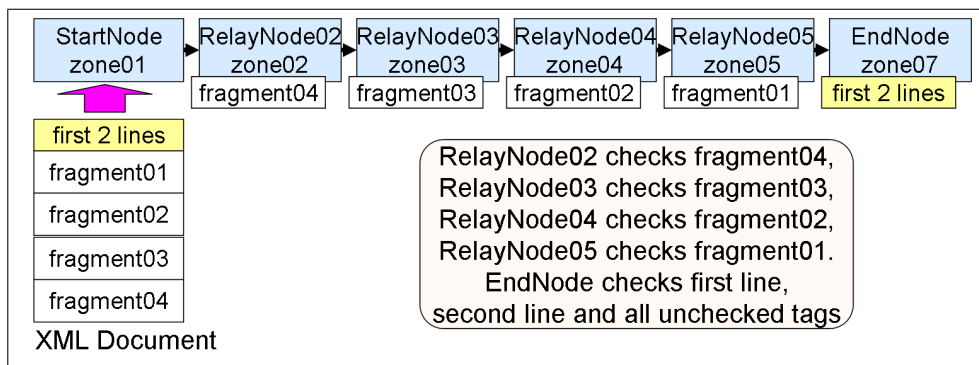 StartNode
zone01
RelayNode02
zone02
RelayNode03
zone03
RelayNode04
zone04
RelayNode05
zone05
EndNode
zone07
fragment04
fragment03
fragment02
fragment01
first 2 lines
first 2 lines
fragment01
fragment02
fragment03
fragment04
XML Document
RelayNode02 checks fragment04,
RelayNode03 checks fragment03,
RelayNode04 checks fragment02,
RelayNode05 checks fragment01.
EndNode checks first line,
second line and all unchecked tags